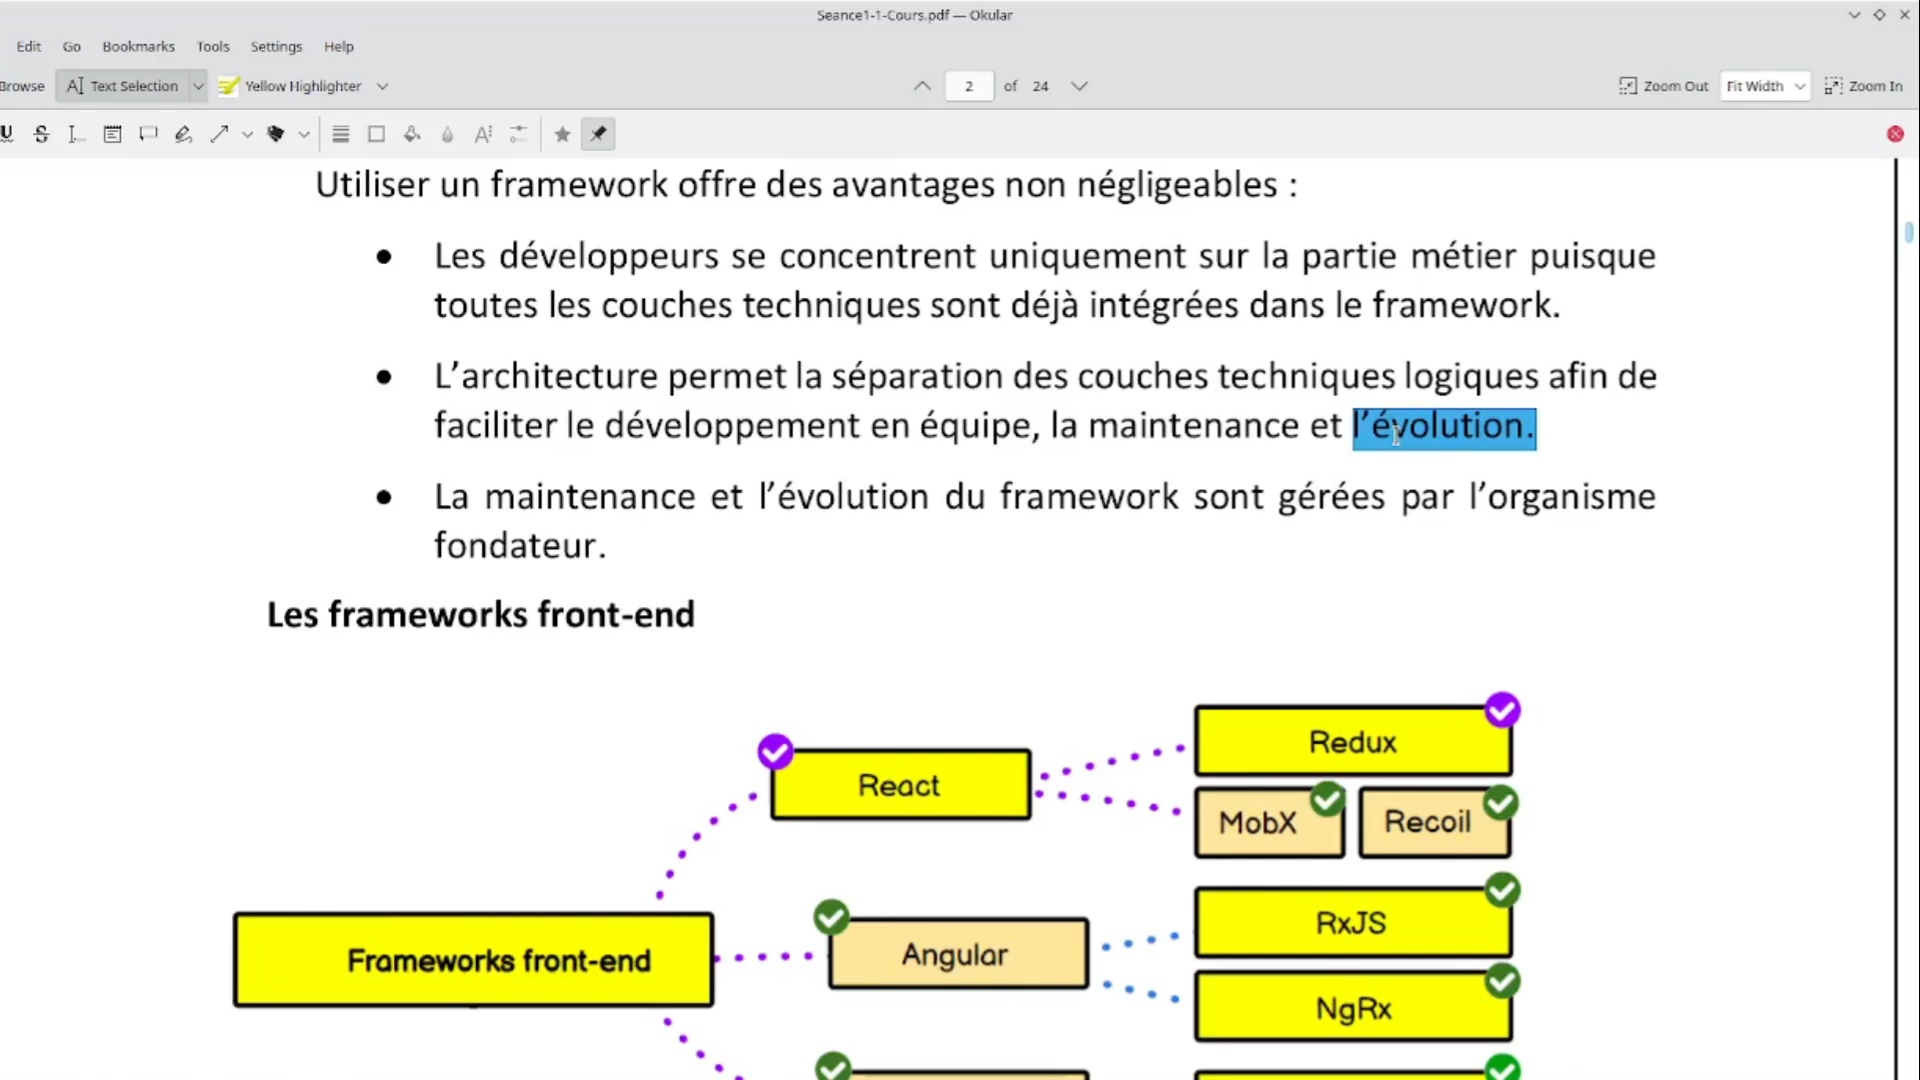 Seance1-1-Cours.pdf — Okular
Edit Go Bookmarks Tools Settings Help
Browse Text Selection Yellow Highlighter 2 of 24 Zoom Out Fit Width Zoom In
Utiliser un framework offre des avantages non négligeables :
● Les développeurs se concentrent uniquement sur la partie métier puisque
toutes les couches techniques sont déjà intégrées dans le framework.
● L’architecture permet la séparation des couches techniques logiques afin de
faciliter le développement en équipe, la maintenance et l’évolution.
● La maintenance et l’évolution du framework sont gérées par l’organisme
fondateur.
Les frameworks front-end
Redux
React
MobX Recoil
RxJS
Angular
Frameworks front-end
NgRx